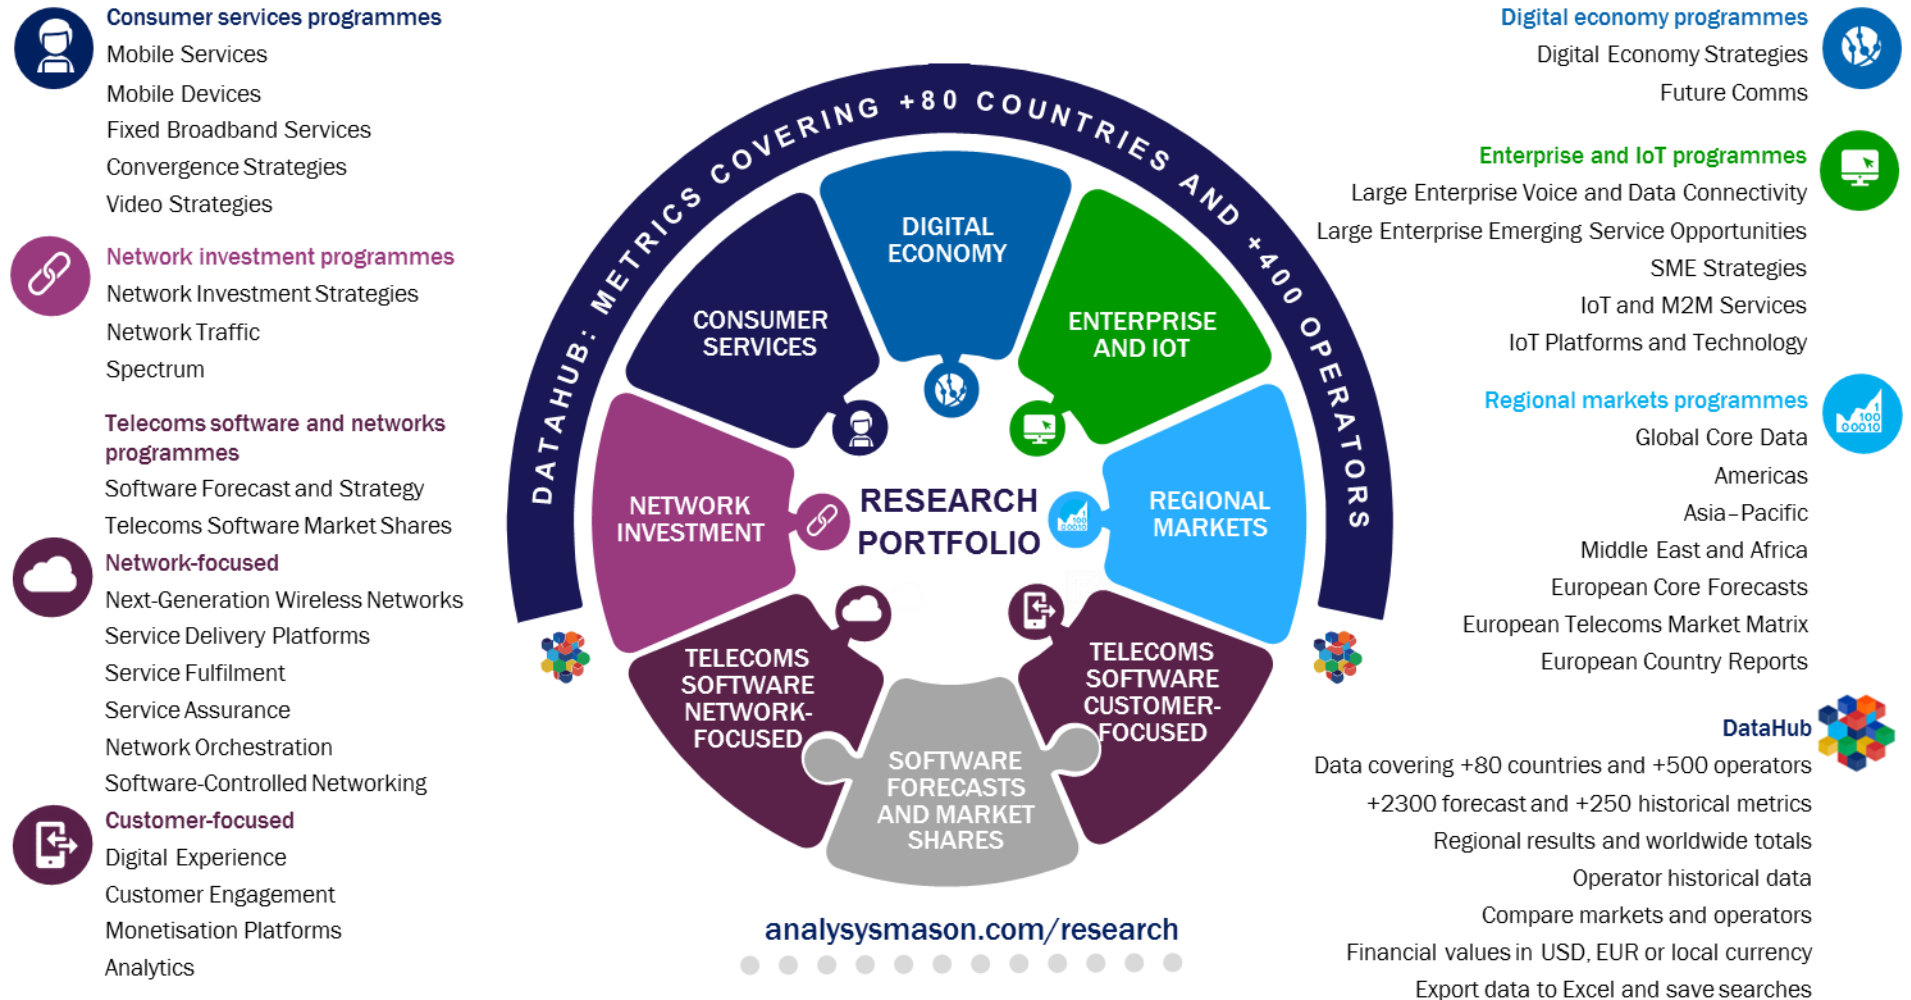 Consumer services programmes
Mobile Services
Mobile Devices
Fixed Broadband Services
Convergence Strategies
Video Strategies
Network investment programmes
Network Investment Strategies
Network Traffic
Spectrum
Telecoms software and networks
programmes
Software Forecast and Strategy
Telecoms Software Market Shares
Network-focused
Next-Generation Wireless Networks
Service Delivery Platforms
Service Fulfilment
Service Assurance
Network Orchestration
Software-Controlled Networking
Customer-focused
Digital Experience
Customer Engagement
Monetisation Platforms
Analytics
DATAHUB: METRICS COVERING +80 COUNTRIES AND +400 OPERATORS
DIGITAL
ECONOMY
CONSUMER
SERVICES
ENTERPRISE
AND IOT
NETWORK
INVESTMENT
RESEARCH
PORTFOLIO
REGIONAL
MARKETS
TELECOMS
SOFTWARE
NETWORK-
FOCUSED
TELECOMS
SOFTWARE
CUSTOMER-
FOCUSED
SOFTWARE
FORECASTS
AND MARKET
SHARES
analysysmason.com/research
Digital economy programmes
Digital Economy Strategies
Future Comms
Enterprise and IoT programmes
Large Enterprise Voice and Data Connectivity
Large Enterprise Emerging Service Opportunities
SME Strategies
IoT and M2M Services
IoT Platforms and Technology
Regional markets programmes
1
100
00010
Global Core Data
Americas
Asia–Pacific
Middle East and Africa
European Core Forecasts
European Telecoms Market Matrix
European Country Reports
DataHub
Data covering +80 countries and +500 operators
+2300 forecast and +250 historical metrics
Regional results and worldwide totals
Operator historical data
Compare markets and operators
Financial values in USD, EUR or local currency
Export data to Excel and save searches